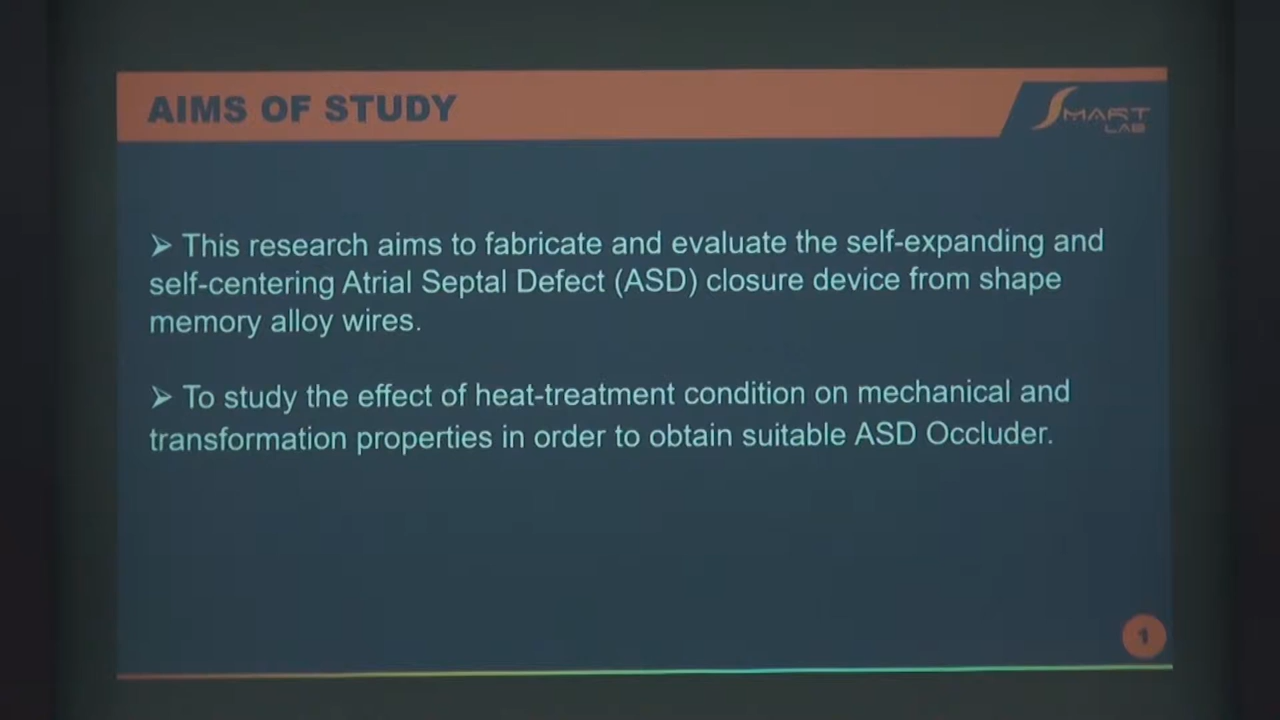 AIMS OF STUDY
SMART
LAB
➢ This research aims to fabricate and evaluate the self-expanding and
self-centering Atrial Septal Defect (ASD) closure device from shape
memory alloy wires.
➢ To study the effect of heat-treatment condition on mechanical and
transformation properties in order to obtain suitable ASD Occluder.
1